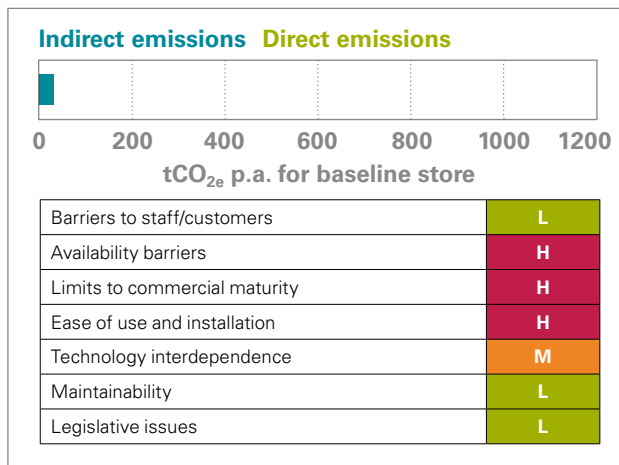 Indirect emissions Direct emissions
0 200 400 600 800 1000 1200
tCO2e p.a. for baseline store
Barriers to staff/customers L
Availability barriers H
Limits to commercial maturity H
Ease of use and installation H
Technology interdependence M
Maintainability L
Legislative issues L